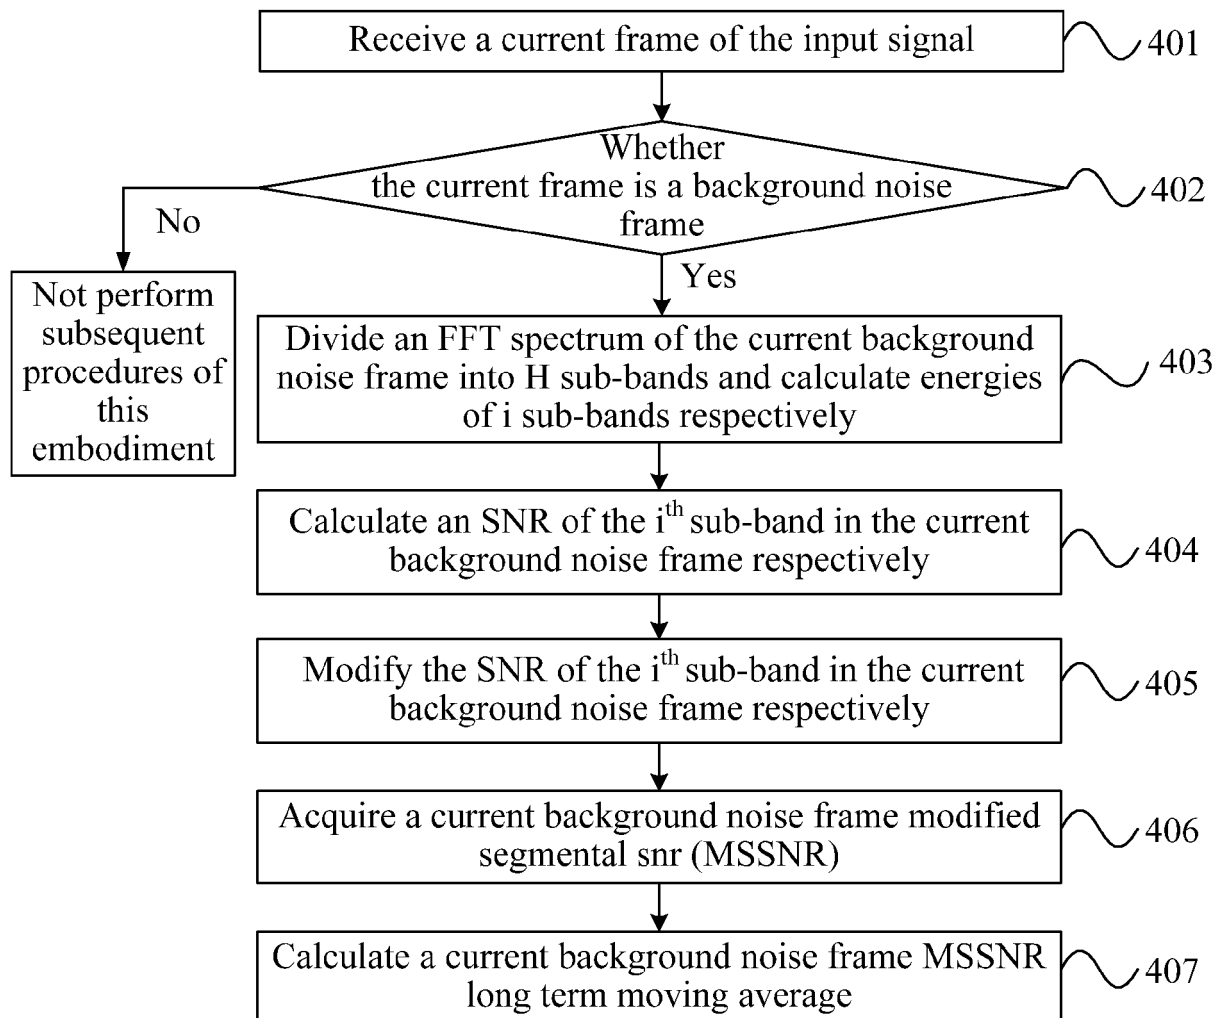 Receive a current frame of the input signal
401
Whether
the current frame is a background noise
frame
402
No
Yes
Not perform
subsequent
procedures of
this
embodiment
Divide an FFT spectrum of the current background
noise frame into H sub-bands and calculate energies
of i sub-bands respectively
403
Calculate an SNR of the i^th sub-band in the current
background noise frame respectively
404
Modify the SNR of the i^th sub-band in the current
background noise frame respectively
405
Acquire a current background noise frame modified
segmental snr (MSSNR)
406
Calculate a current background noise frame MSSNR
long term moving average
407